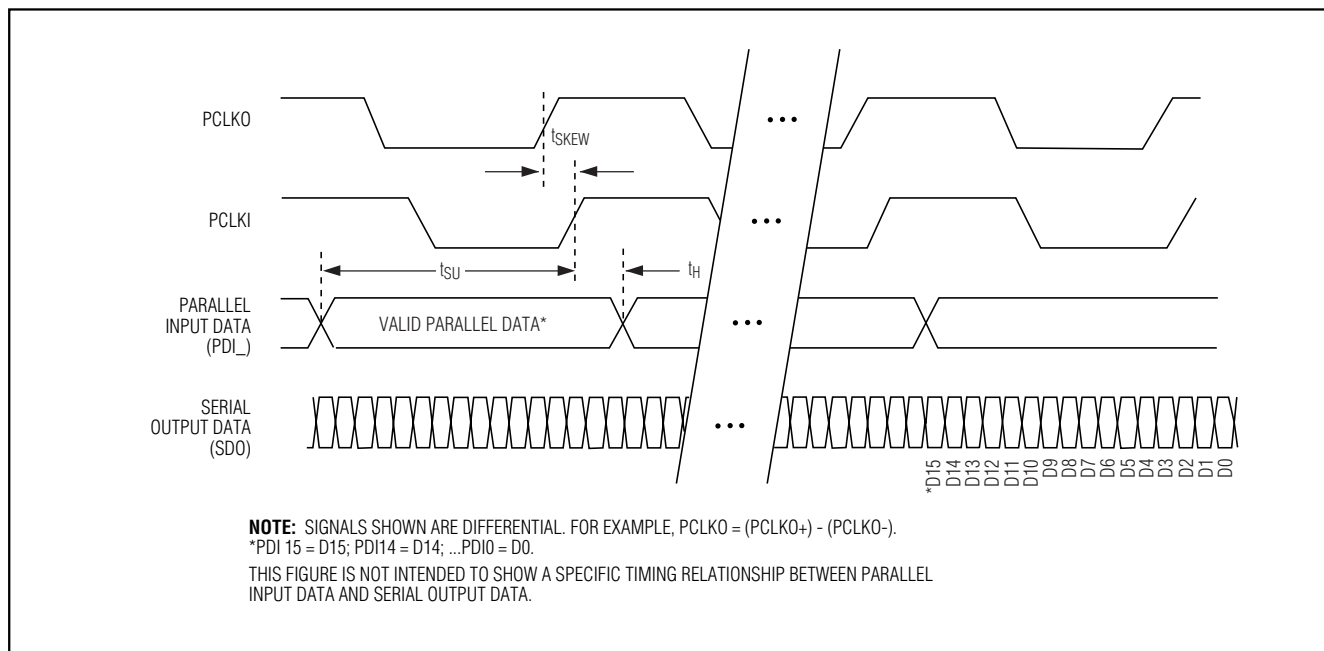 PCLKO
tSKEW
PCLKI
tSU
tH
PARALLEL
INPUT DATA
(PDI_)
VALID PARALLEL DATA*
SERIAL
OUTPUT DATA
(SDO)
*D15
D14
D13
D12
D11
D10
D9
D8
D7
D6
D5
D4
D3
D2
D1
D0
NOTE: SIGNALS SHOWN ARE DIFFERENTIAL. FOR EXAMPLE, PCLKO = (PCLKO+) - (PCLKO-).
*PDI 15 = D15; PDI14 = D14; ...PDI0 = D0.
THIS FIGURE IS NOT INTENDED TO SHOW A SPECIFIC TIMING RELATIONSHIP BETWEEN PARALLEL
INPUT DATA AND SERIAL OUTPUT DATA.